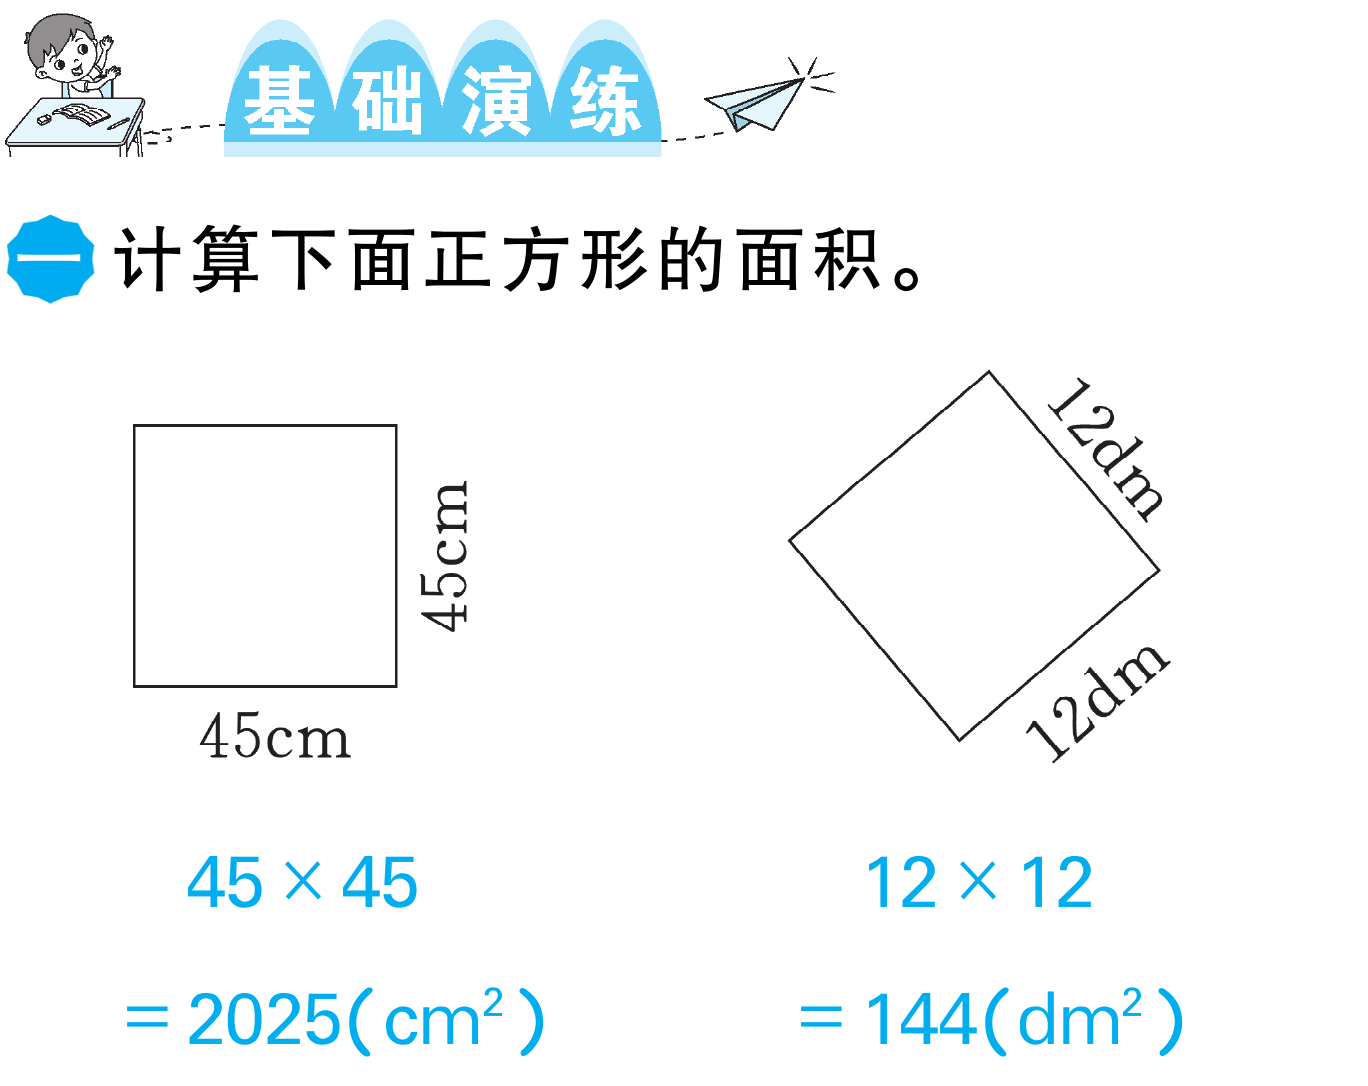 基础演练
一 计算下面正方形的面积。
45cm
45cm
12dm
12dm
45×45
=2025(cm²)
12×12
=144(dm²)